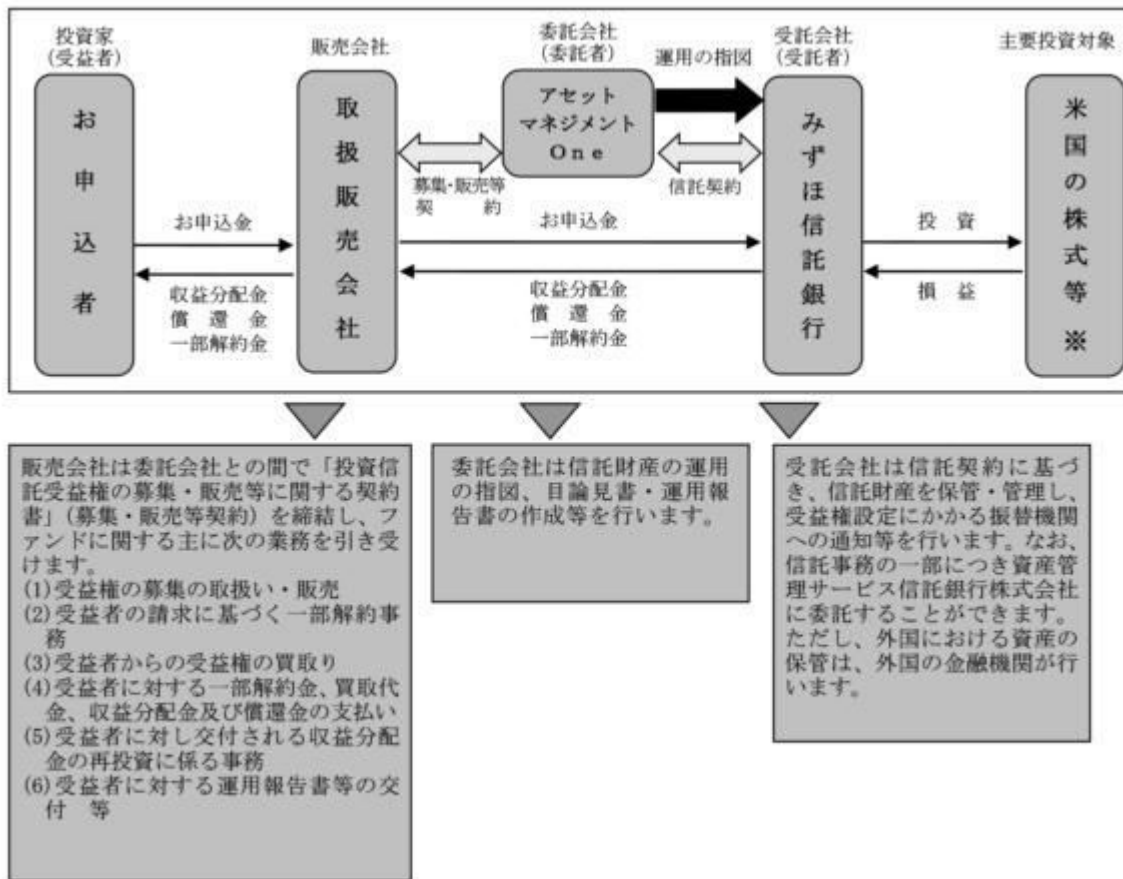 投資家
(受益者)
販売会社
委託会社
(委託者)
運用の指図
受託会社
(受託者)
主要投資対象
お申込者
取扱販売会社
アセット
マネジメント
One
みずほ信託銀行
米国の株式等※
募集・販売等
契　約
信託契約
お申込金
お申込金
投　資
収益分配金
償　還　金
一部解約金
収益分配金
償　還　金
一部解約金
損　益
販売会社は委託会社との間で「投資信
託受益権の募集・販売等に関する契約
書」(募集・販売等契約)を締結し、フ
ァンドに関する主に次の業務を引き受
けます。
(1)受益権の募集の取扱い・販売
(2)受益者の請求に基づく一部解約事
務
(3)受益者からの受益権の買取り
(4)受益者に対する一部解約金、買取代
金、収益分配金及び償還金の支払い
(5)受益者に対し交付される収益分配
金の再投資に係る事務
(6)受益者に対する運用報告書等の交
付　等
委託会社は信託財産の運用
の指図、目論見書・運用報
告書の作成等を行います。
受託会社は信託契約に基づ
き、信託財産を保管・管理し、
受益権設定にかかる振替機関
への通知等を行います。なお、
信託事務の一部につき資産管
理サービス信託銀行株式会社
に委託することができます。
ただし、外国における資産の
保管は、外国の金融機関が行
います。